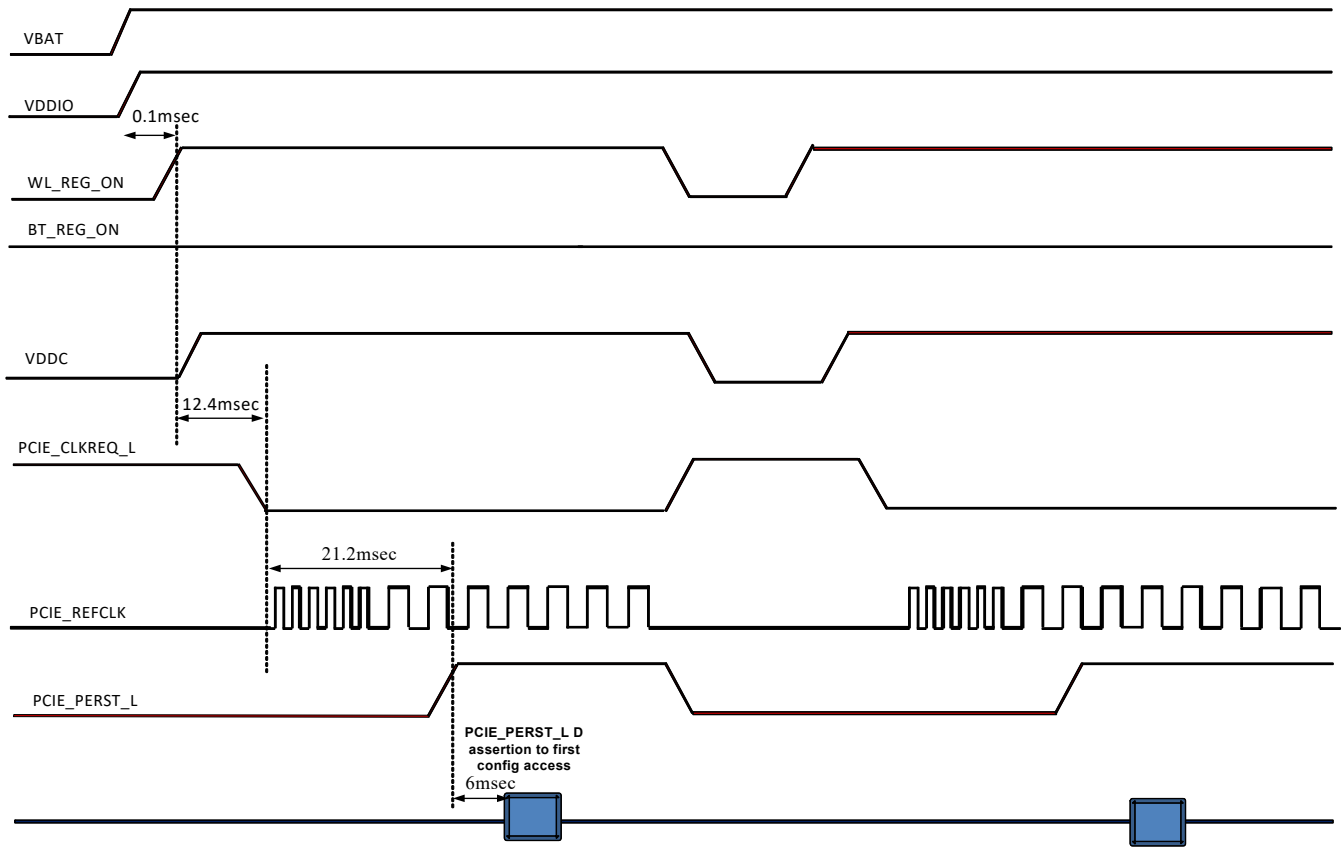 VBAT
VDDIO
0.1msec
WL_REG_ON
BT_REG_ON
VDDC
12.4msec
PCIE_CLKREQ_L
21.2msec
PCIE_REFCLK
PCIE_PERST_L
PCIE_PERST_L D
assertion to first
config access
6msec